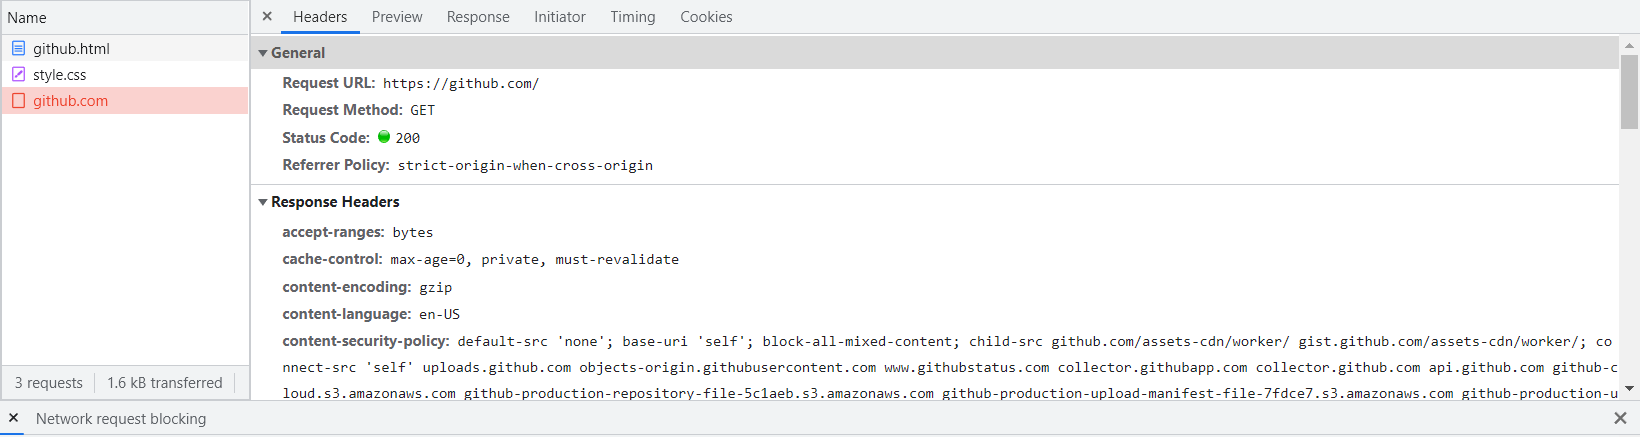 Name
github.html
style.css
github.com
3 requests
1.6 kB transferred
× Headers Preview Response Initiator Timing Cookies
General
Request URL: https://github.com/
Request Method: GET
Status Code: 200
Referrer Policy: strict-origin-when-cross-origin
Response Headers
accept-ranges: bytes
cache-control: max-age=0, private, must-revalidate
content-encoding: gzip
content-language: en-US
content-security-policy: default-src 'none'; base-uri 'self'; block-all-mixed-content; child-src github.com/assets-cdn/worker/ gist.github.com/assets-cdn/worker/; co
nnect-src 'self' uploads.github.com objects-origin.githubusercontent.com www.githubstatus.com collector.githubapp.com collector.github.com api.github.com github-c
loud.s3.amazonaws.com github-production-repository-file-5c1aeb.s3.amazonaws.com github-production-upload-manifest-file-7fdce7.s3.amazonaws.com github-production-u
× Network request blocking ×